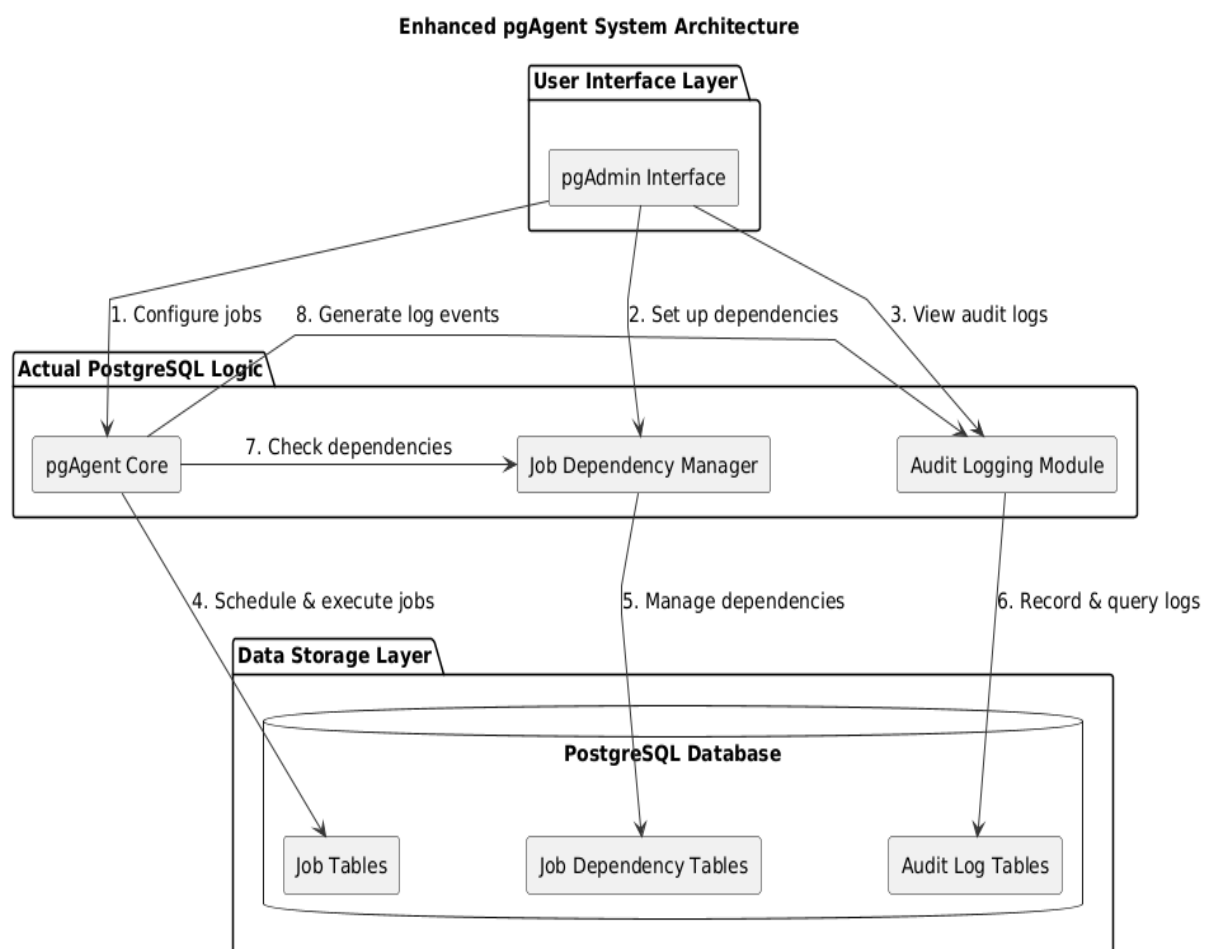 Enhanced pgAgent System Architecture
User Interface Layer
pgAdmin Interface
1. Configure jobs
8. Generate log events
2. Set up dependencies
3. View audit logs
Actual PostgreSQL Logic
pgAgent Core
7. Check dependencies
Job Dependency Manager
Audit Logging Module
4. Schedule & execute jobs
5. Manage dependencies
6. Record & query logs
Data Storage Layer
PostgreSQL Database
Job Tables
Job Dependency Tables
Audit Log Tables